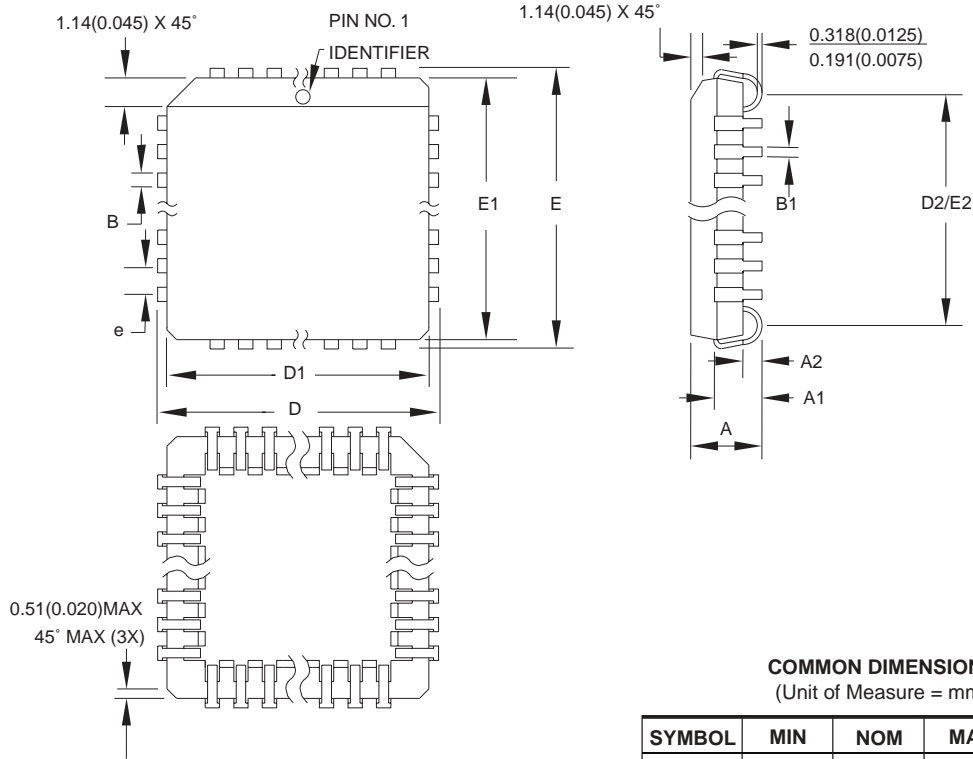 1.14(0.045) X 45˚
PIN NO. 1
IDENTIFIER
1.14(0.045) X 45˚
0.318(0.0125)
0.191(0.0075)
B
e
E1
E
B1
D2/E2
D1
D
A2
A1
A
0.51(0.020)MAX
45˚ MAX (3X)
COMMON DIMENSION
(Unit of Measure = mm
SYMBOL MIN NOM MA